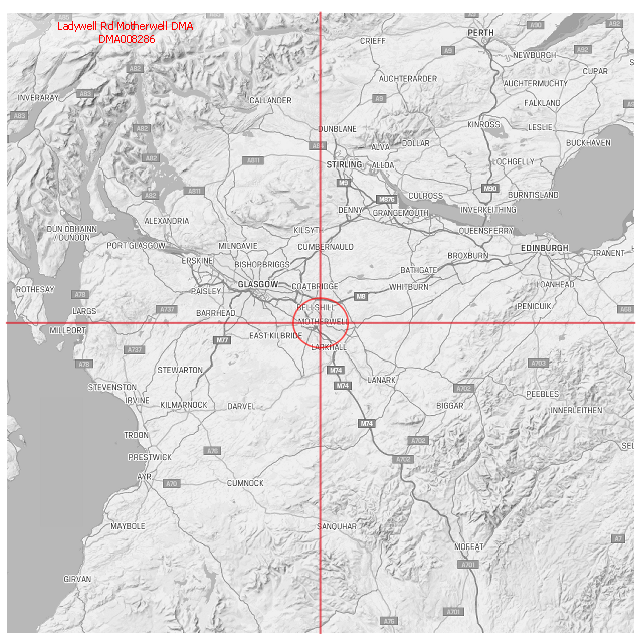 Ladywell Rd Motherwell DMA
DMA008286
PERTH
A90
A82
CRIEFF
A9
NEWBURGH
A92
A82
AUCHTERARDER
CUPAR
AUCHTERMUCHTY
INVERARAY
A83
A83
CALLANDER
A9
FALKLAND
A82
DUNBLANE
KINROSS
LESLIE
BUCKHAVEN
A84
ALVA
DOLLAR
A82
A811
STIRLING
ALLOA
LOCHGELLY
A82
A811
M9
M876
CULROSS
M90
BURNTISLAND
DENNY
GRANGEMOUTH
INVERKEITHING
ALEXANDRIA
KILSYTH
QUEENSFERRY
DUN OBHAINN
/ DUNOON
PORT GLASGOW
MILNGAVIE
CUMBERNAULD
EDINBURGH
ERSKINE
BISHOPBRIGGS
BROXBURN
TRANENT
BATHGATE
ROTHESAY
A78
PAISLEY
GLASGOW
COATBRIDGE
M8
WHITBURN
LOANHEAD
LARGS
A737
BARRHEAD
BELLSHILL
PENICUIK
A68
MILLPORT
MOTHERWELL
EAST KILBRIDE
M77
A737
LARKHALL
A78
STEWARTON
M74
A703
STEVENSTON
M74
LANARK
A702
PEEBLES
IRVINE
KILMARNOCK
DARVEL
BIGGAR
INNERLEITHEN
TROON
M74
A702
SEL
PRESTWICK
A76
A702
AYR
A70
CUMNOCK
MAYBOLE
SANQUHAR
A7
MOFFAT
A701
GIRVAN
A701
A76